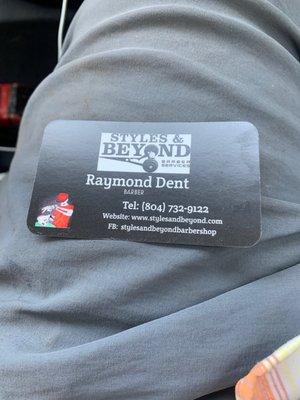 STYLES &
BEYOND
BARBER
SERVICES
Raymond Dent
BARBER
Tel: (804) 732-9122
Website: www.stylesandbeyond.com
FB: stylesandbeyondbarbershop